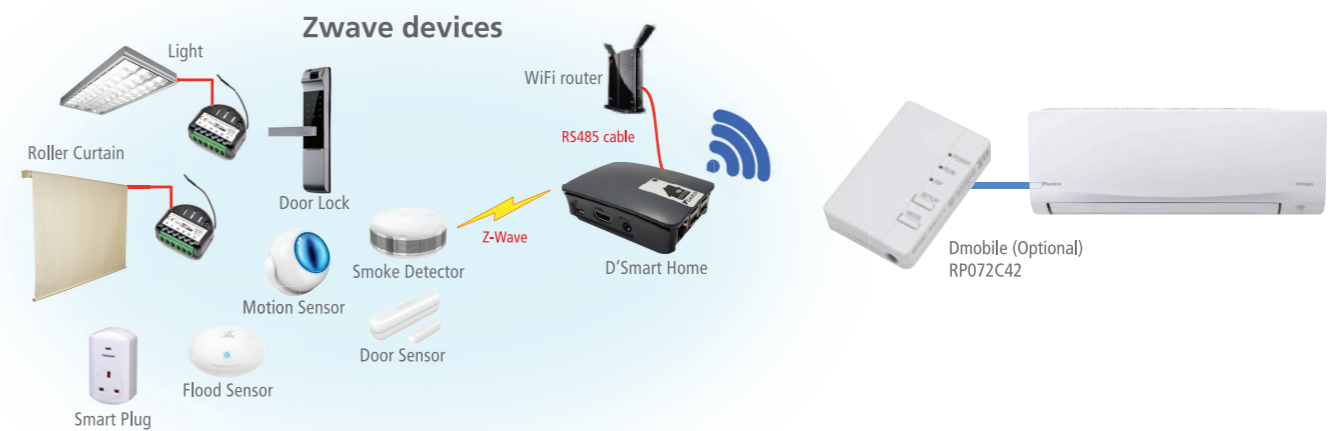 Zwave devices
Light
WiFi router
RS485 cable
Roller Curtain
Door Lock
Z-Wave
Smoke Detector
D'Smart Home
Motion Sensor
Dmobile (Optional)
RP072C42
Door Sensor
Flood Sensor
Smart Plug